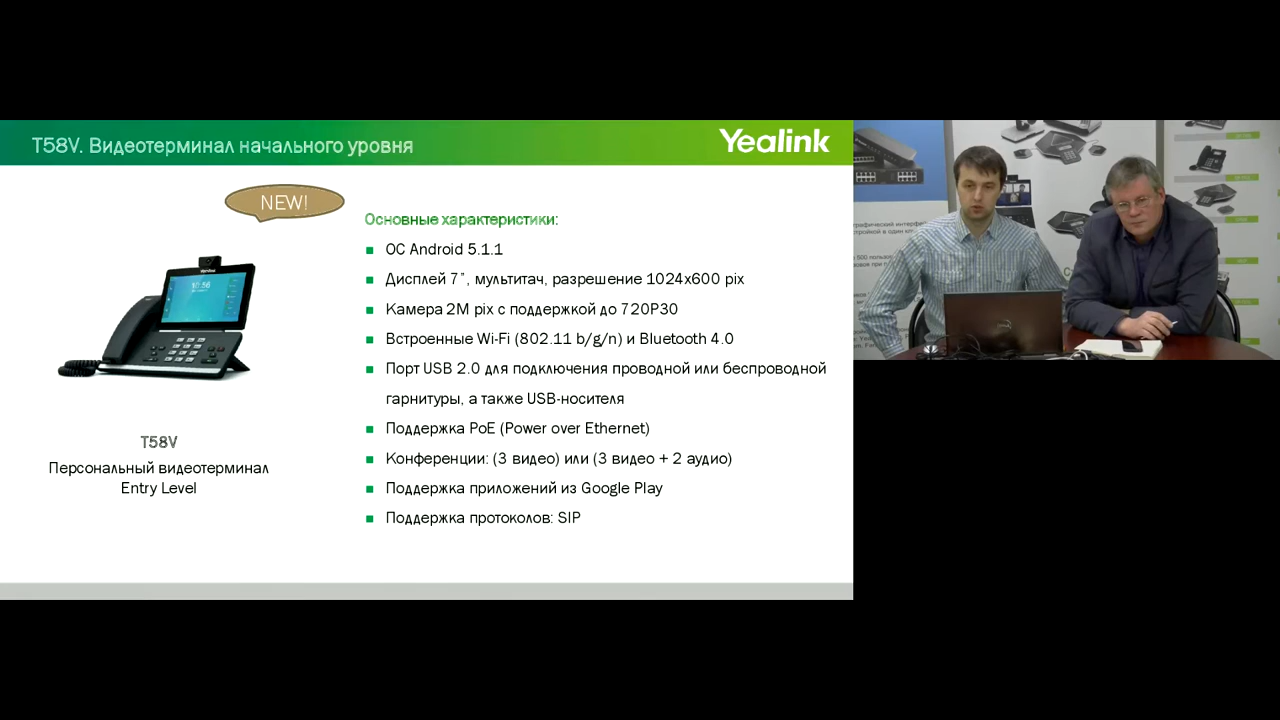 T58V. Видеотерминал начального уровня
Yealink
NEW!
Основные характеристики:
ОС Android 5.1.1
Дисплей 7”, мультитач, разрешение 1024x600 pix
Камера 2M pix с поддержкой до 720P30
Встроенные Wi-Fi (802.11 b/g/n) и Bluetooth 4.0
Порт USB 2.0 для подключения проводной или беспроводной
гарнитуры, а также USB-носителя
Поддержка PoE (Power over Ethernet)
Конференции: (3 видео) или (3 видео + 2 аудио)
Поддержка приложений из Google Play
Поддержка протоколов: SIP
T58V
Персональный видеотерминал
Entry Level
10:56